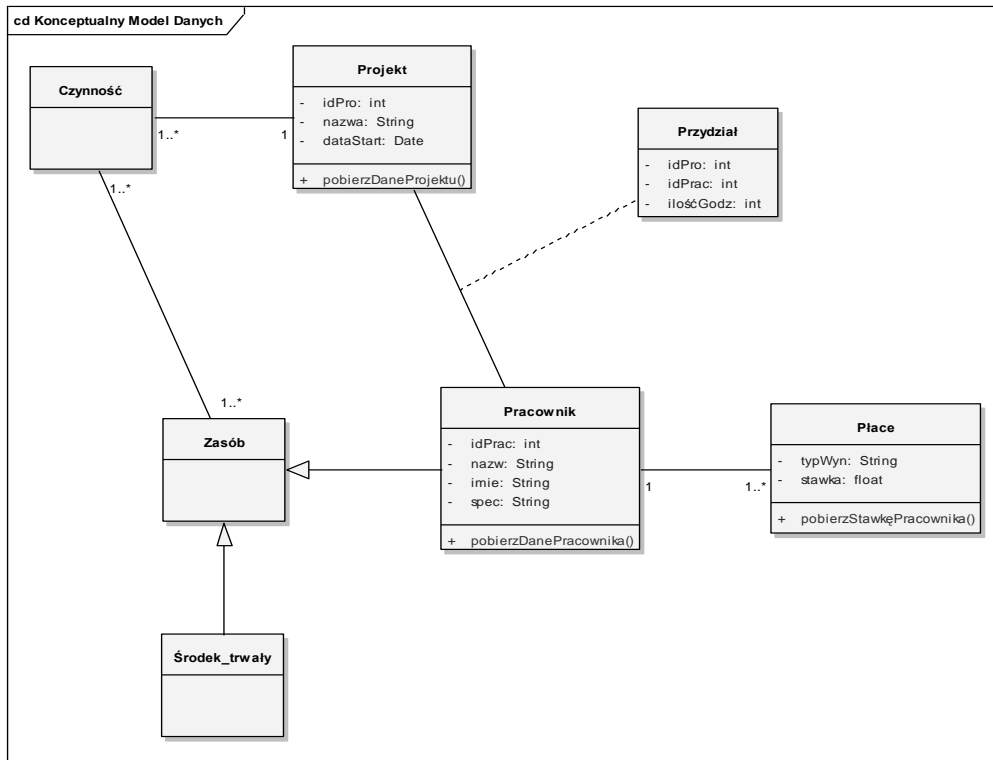 cd Konceptualny Model Danych
Czynność
1..*
1..*
Projekt
- idPro: int
- nazwa: String
- dataStart: Date
+ pobierzDaneProjektu()
1
Przydział
- idPro: int
- idPrac: int
- ilośćGodz: int
1..*
Zasób
Pracownik
- idPrac: int
- nazw: String
- imie: String
- spec: String
+ pobierzDanePracownika()
1
1..*
Płace
- typWyn: String
- stawka: float
+ pobierzStawkęPracownika()
Środek_trwały